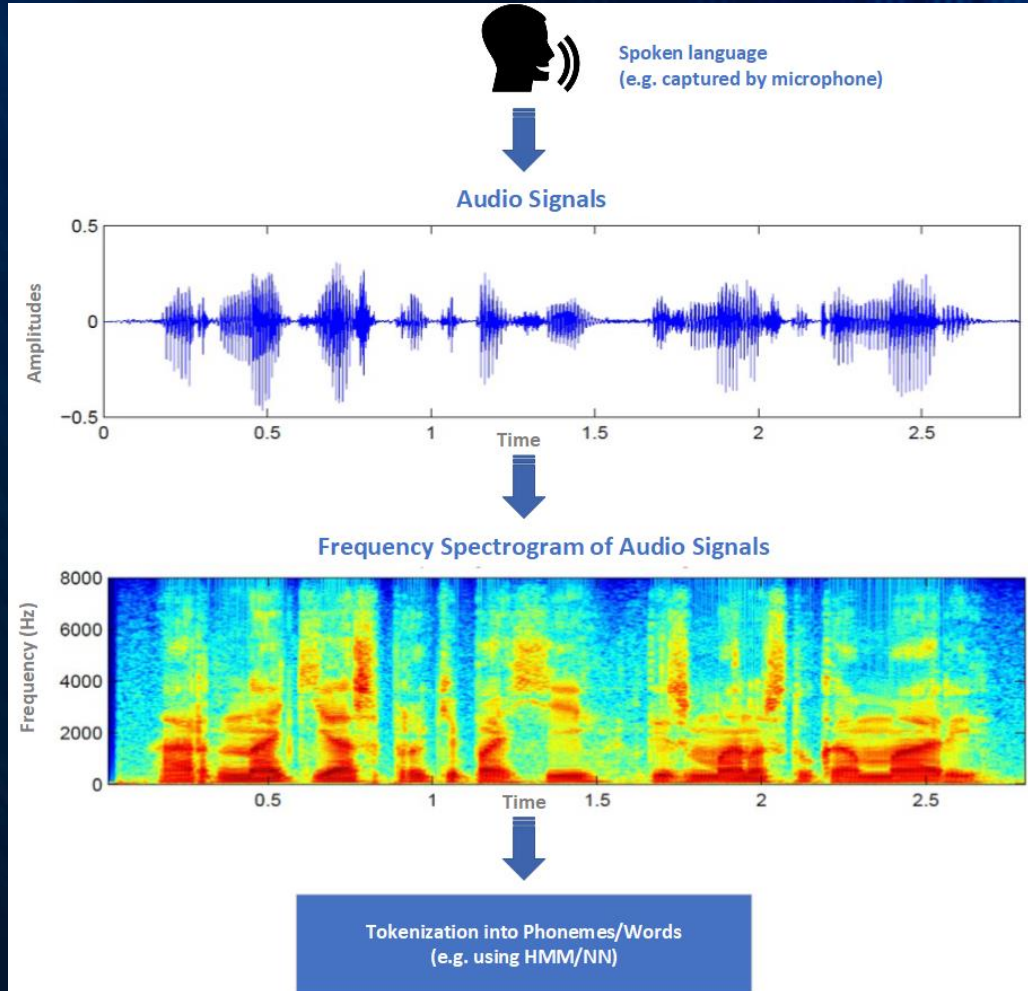 Spoken language
(e.g. captured by microphone)
Audio Signals
Amplitudes
0.5
0
−0.5
0 0.5 1 1.5 2 2.5
Time
Frequency Spectrogram of Audio Signals
Frequency (Hz)
8000
6000
4000
2000
0
0.5 1 1.5 2 2.5
Time
Tokenization into Phonemes/Words
(e.g. using HMM/NN)